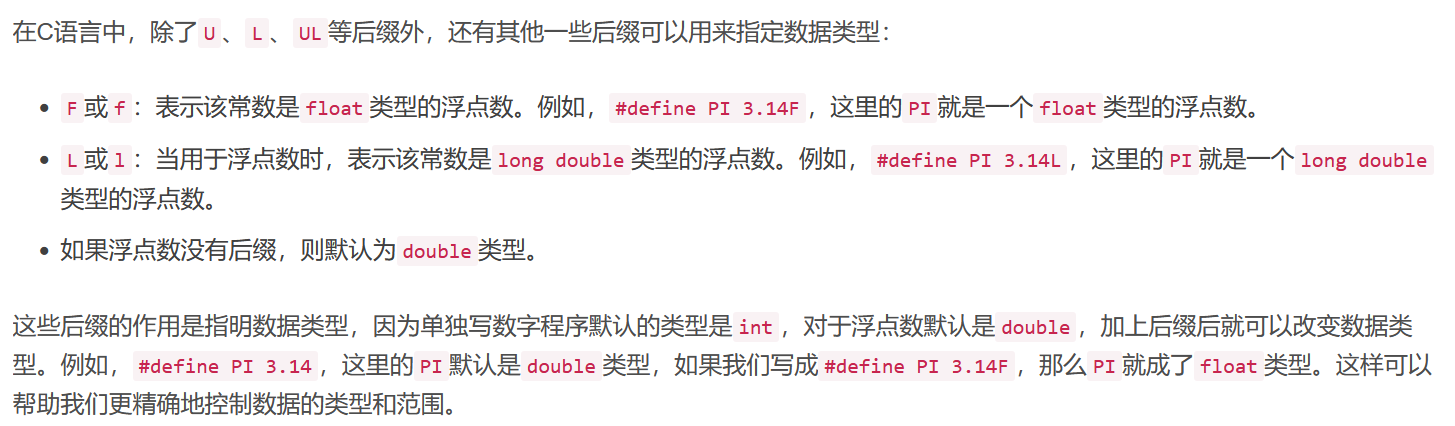 在C语言中，除了U、L、UL等后缀外，还有其他一些后缀可以用来指定数据类型：
• F或f：表示该常数是float类型的浮点数。例如，#define PI 3.14F，这里的PI就是一个float类型的浮点数。
• L或l：当用于浮点数时，表示该常数是long double类型的浮点数。例如，#define PI 3.14L，这里的PI就是一个long double
类型的浮点数。
• 如果浮点数没有后缀，则默认为double类型。
这些后缀的作用是指明数据类型，因为单独写数字程序默认的类型是int，对于浮点数默认是double，加上后缀后就可以改变数据类
型。例如，#define PI 3.14，这里的PI默认是double类型，如果我们写成#define PI 3.14F，那么PI就成了float类型。这样可以
帮助我们更精确地控制数据的类型和范围。